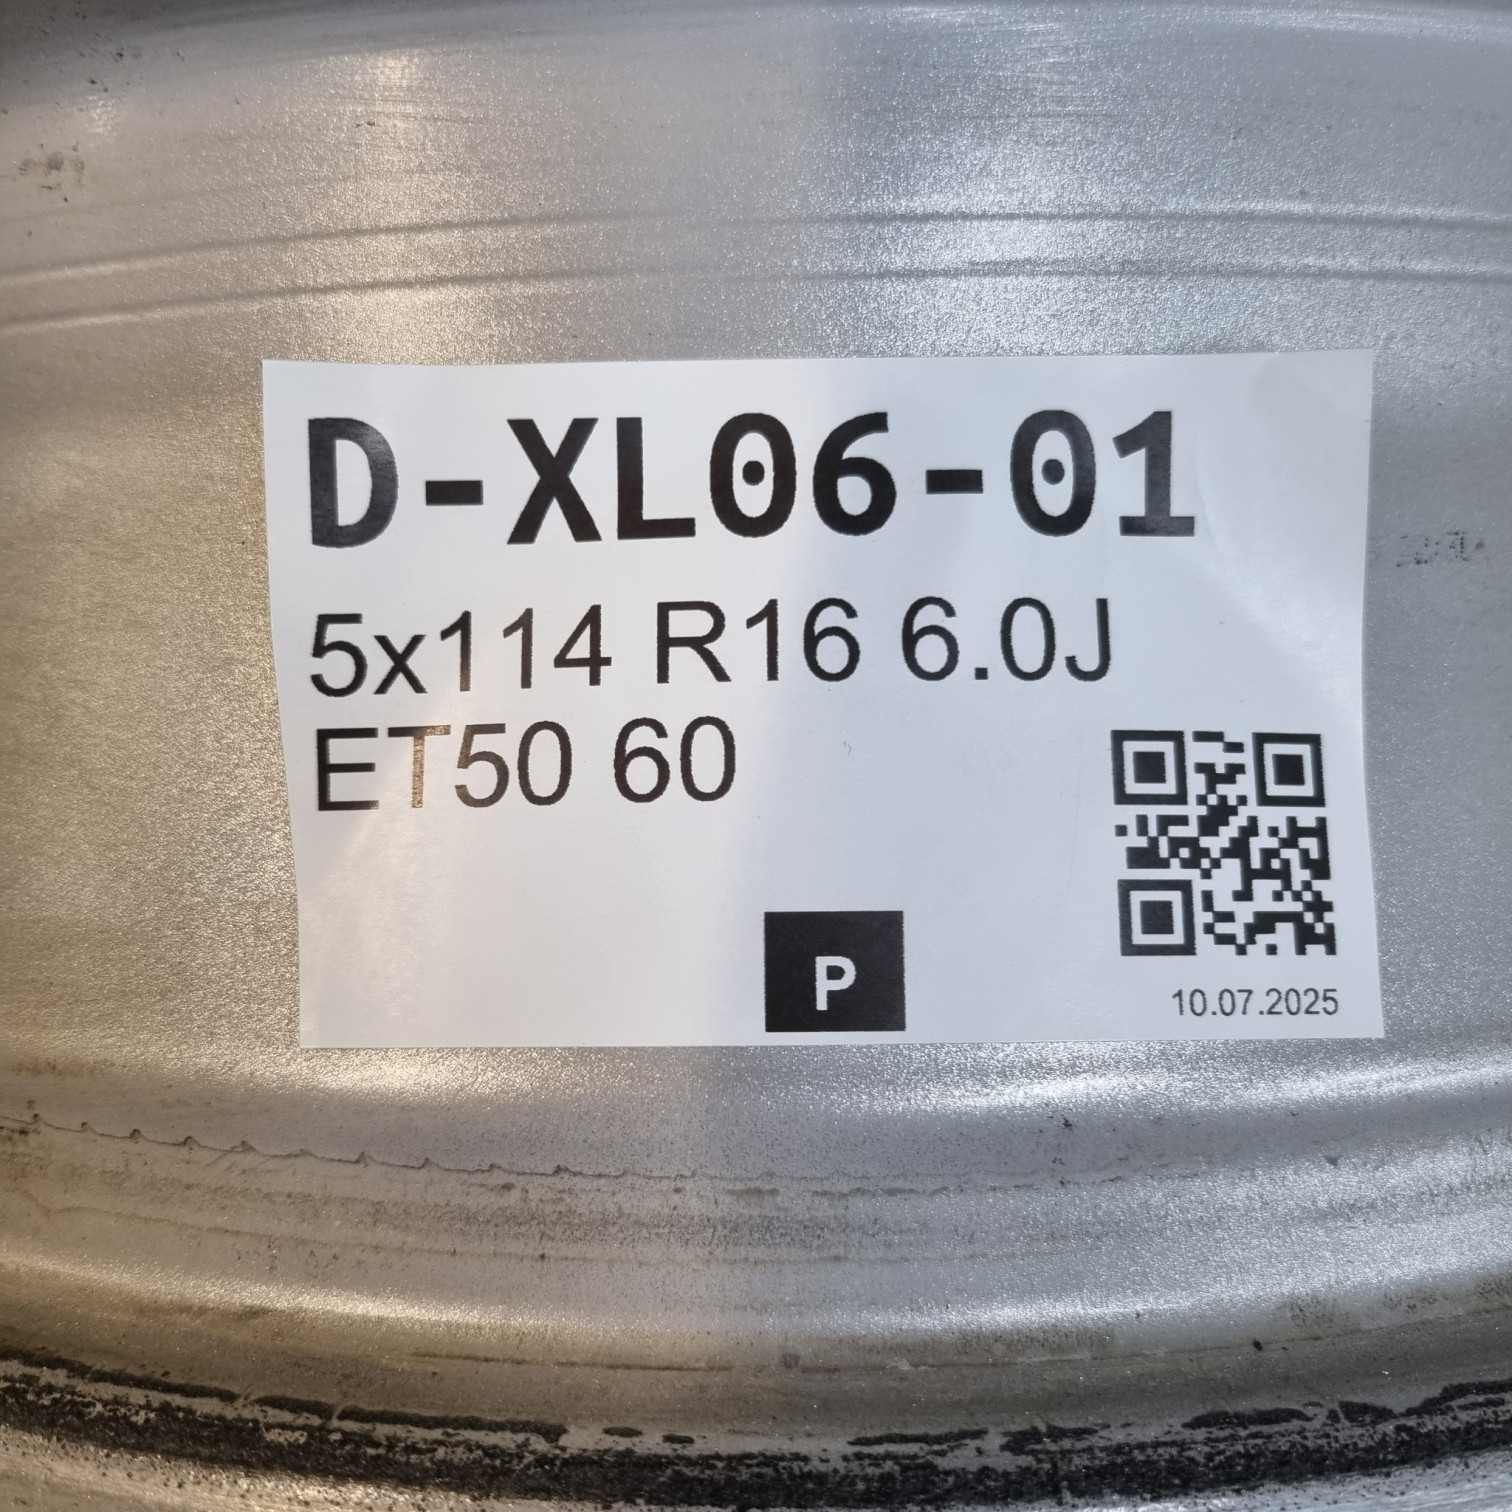 D-XL06-01
5x114 R16 6.0J
ET50 60
P
10.07.2025